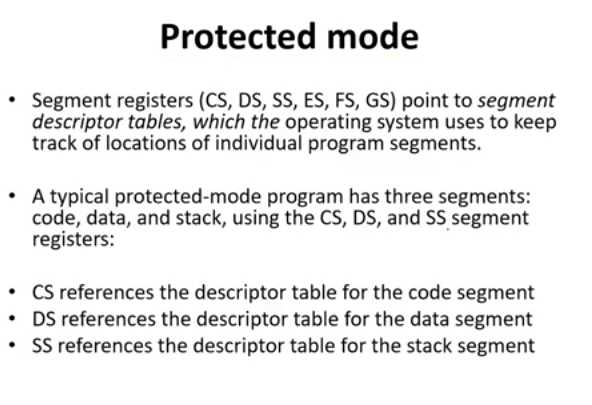 Protected mode
• Segment registers (CS, DS, SS, ES, FS, GS) point to segment
descriptor tables, which the operating system uses to keep
track of locations of individual program segments.
• A typical protected-mode program has three segments:
code, data, and stack, using the CS, DS, and SS segment
registers:
• CS references the descriptor table for the code segment
• DS references the descriptor table for the data segment
• SS references the descriptor table for the stack segment